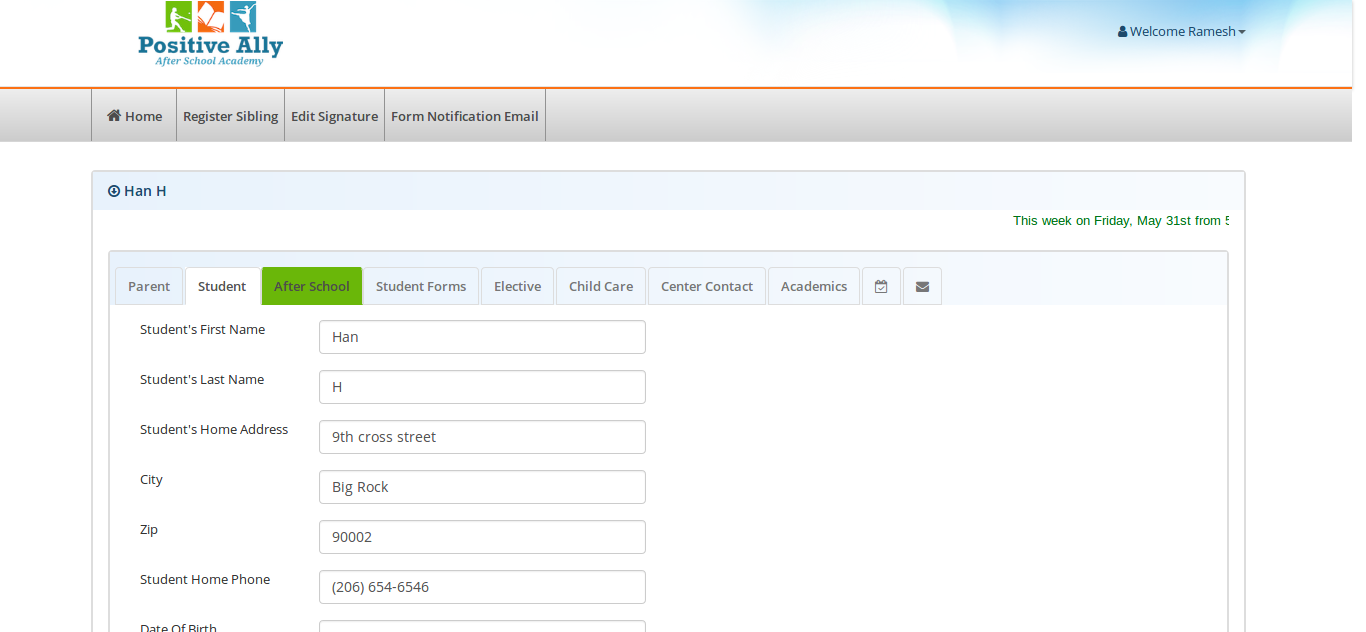 Positive Ally
After School Academy
Welcome Ramesh
Home Register Sibling Edit Signature Form Notification Email
Han H
This week on Friday, May 31st from
Parent Student After School Student Forms Elective Child Care Center Contact Academics
Student's First Name Han
Student's Last Name H
Student's Home Address 9th cross street
City Big Rock
Zip 90002
Student Home Phone (206) 654-6546
Date Of Birth